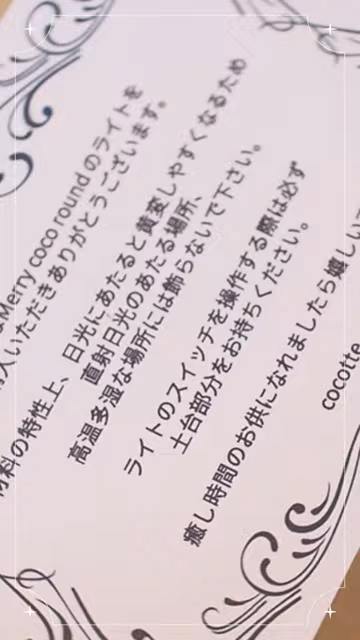 Merry coco roundのライトを
購入いただきありがとうございます。
材料の特性上、日光にあたると黄変しやすくなるため
直射日光のあたる場所、
高温多湿な場所には飾らないで下さい。
ライトのスイッチを操作する際は必ず
土台部分をお持ちください。
癒し時間のお供になれましたら嬉しい
cocotte